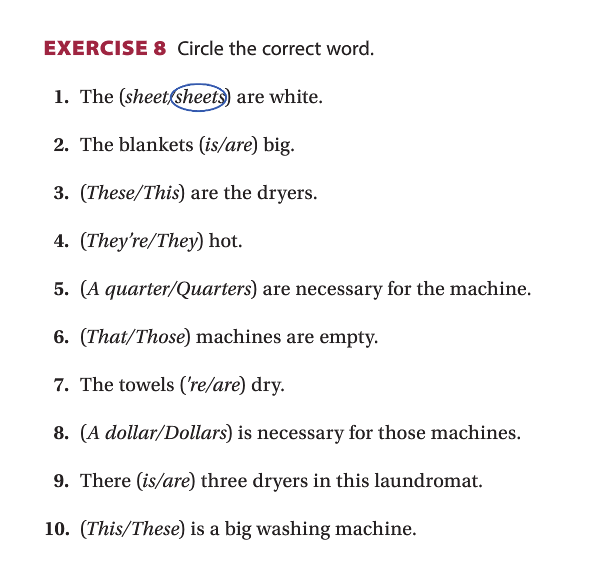 EXERCISE 8 Circle the correct word.
1. The (sheet/sheets) are white.
2. The blankets (is/are) big.
3. (These/This) are the dryers.
4. (They're/They) hot.
5. (A quarter/Quarters) are necessary for the machine.
6. (That/Those) machines are empty.
7. The towels ('re/are) dry.
8. (A dollar/Dollars) is necessary for those machines.
9. There (is/are) three dryers in this laundromat.
10. (This/These) is a big washing machine.